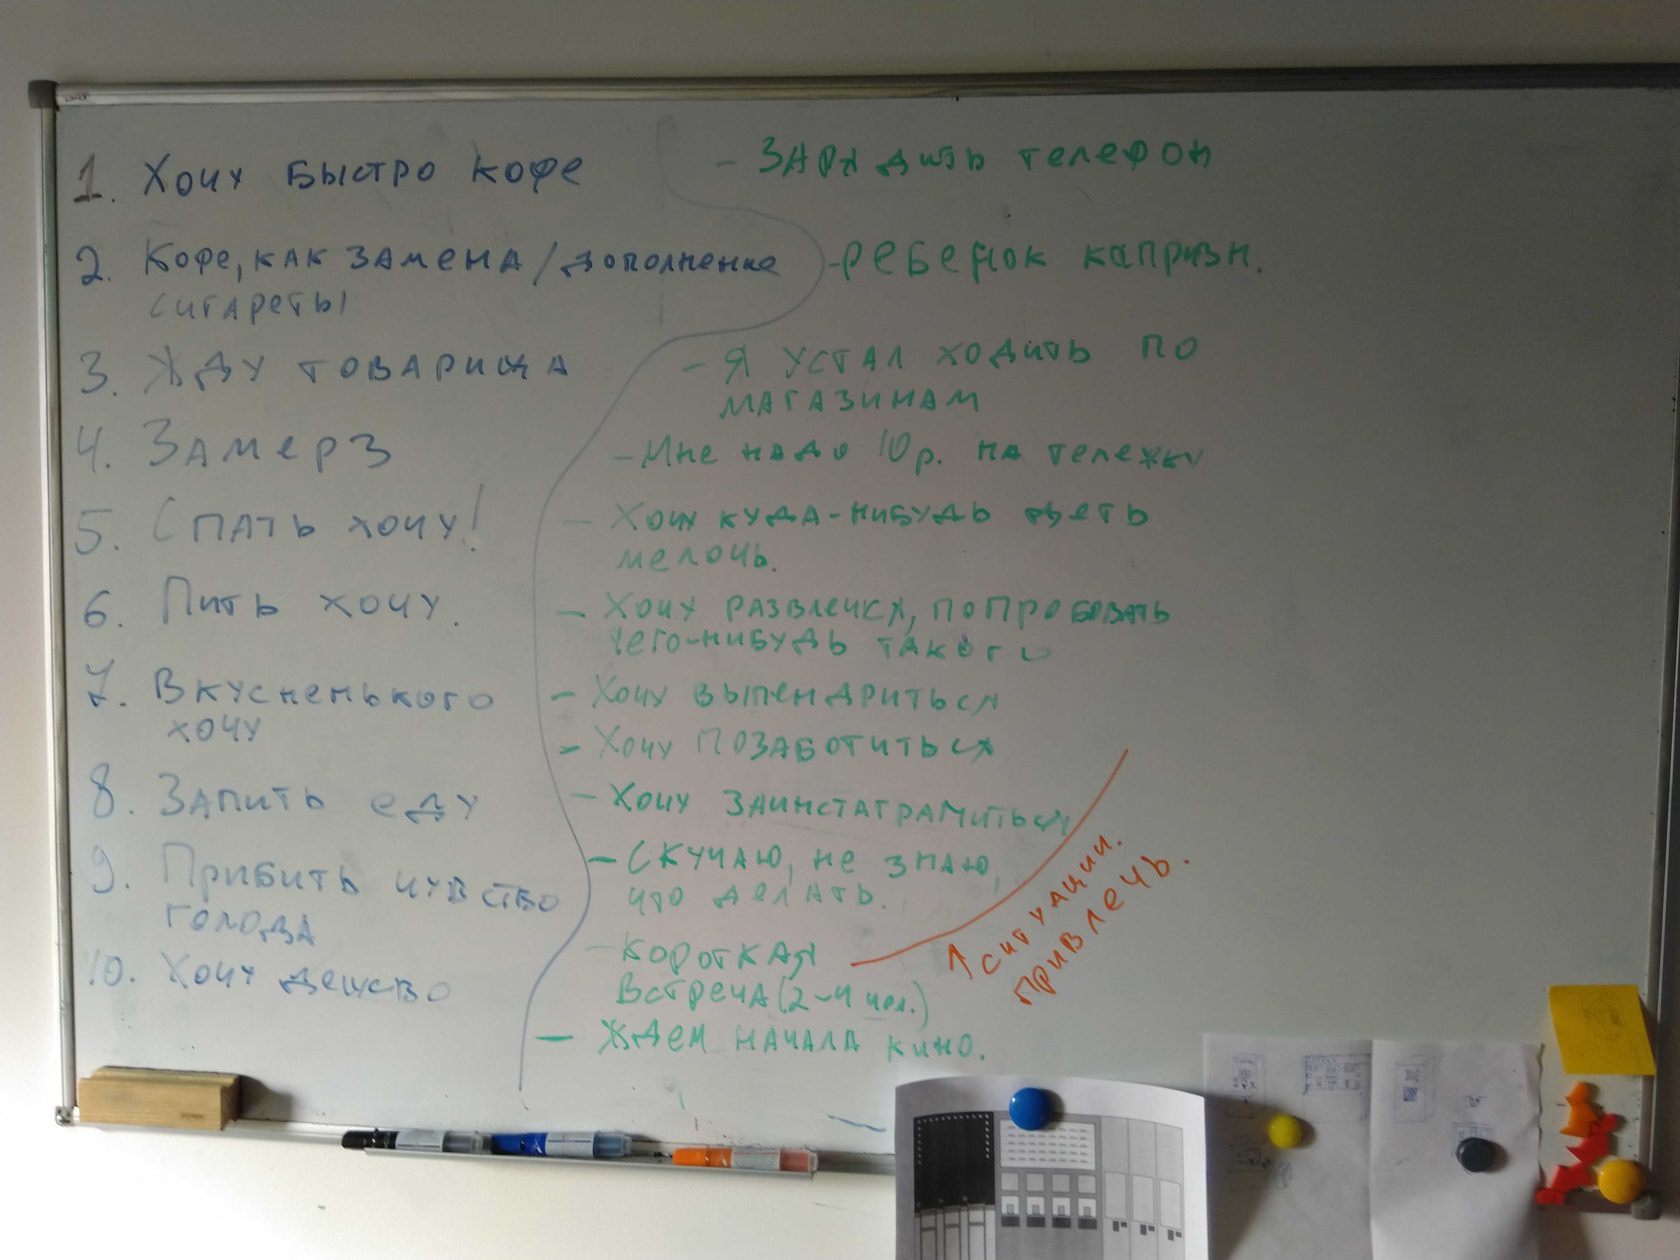 1. Хочу быстро кофе
2. Кофе, как замена / дополнение
сигареты
3. Жду товарища
4. Замерз
5. Спать хочу!
6. Пить хочу.
7. Вкусненького
хочу
8. Запить еду
9. Прибить чувство
голода
10. Хочу действо
- Зарядить телефон
- ребенок капризн.
- Я устал ходить по
магазинам
- Мне надо 10 р. на тележку
- Хочу куда-нибудь деть
мелочь.
- Хочу развлечься, попробовать
чего-нибудь такого
- Хочу выпендриться
- Хочу позаботиться
- Хочу заинстаграмиться
- Скучаю, не знаю,
что делать.
- короткая
встреча (2-4 чел.)
- Ждем начала кино.
↑ ситуации.
привлечь.